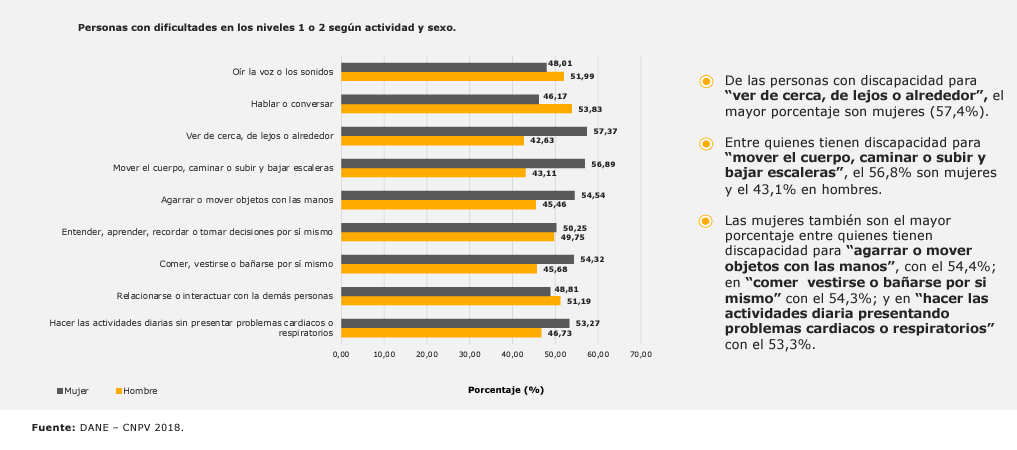 Personas con dificultades en los niveles 1 o 2 según actividad y sexo.
Oír la voz o los sonidos
48,01
51,99
Hablar o conversar
46,17
53,83
Ver de cerca, de lejos o alrededor
57,37
42,63
Mover el cuerpo, caminar o subir y bajar escaleras
56,89
43,11
Agarrar o mover objetos con las manos
54,54
45,46
Entender, aprender, recordar o tomar decisiones por si mismo
50,25
49,75
Comer, vestirse o bañarse por sí mismo
54,32
45,68
Relacionarse o interactuar con la demás personas
48,81
51,19
Hacer las actividades diarias sin presentar problemas cardiacos o
respiratorios
53,27
46,73
0,00 10,00 20,00 30,00 40,00 50,00 60,00 70,00
Mujer Hombre
Porcentaje (%)
De las personas con discapacidad para
“ver de cerca, de lejos o alrededor”, el
mayor porcentaje son mujeres (57,4%).
Entre quienes tienen discapacidad para
“mover el cuerpo, caminar o subir y
bajar escaleras”, el 56,8% son mujeres
y el 43,1% en hombres.
Las mujeres también son el mayor
porcentaje entre quienes tienen
discapacidad para “agarrar o mover
objetos con las manos”, con el 54,4%;
en “comer vestirse o bañarse por si
mismo” con el 54,3%; y en “hacer las
actividades diaria presentando
problemas cardiacos o respiratorios”
con el 53,3%.
Fuente: DANE – CNPV 2018.